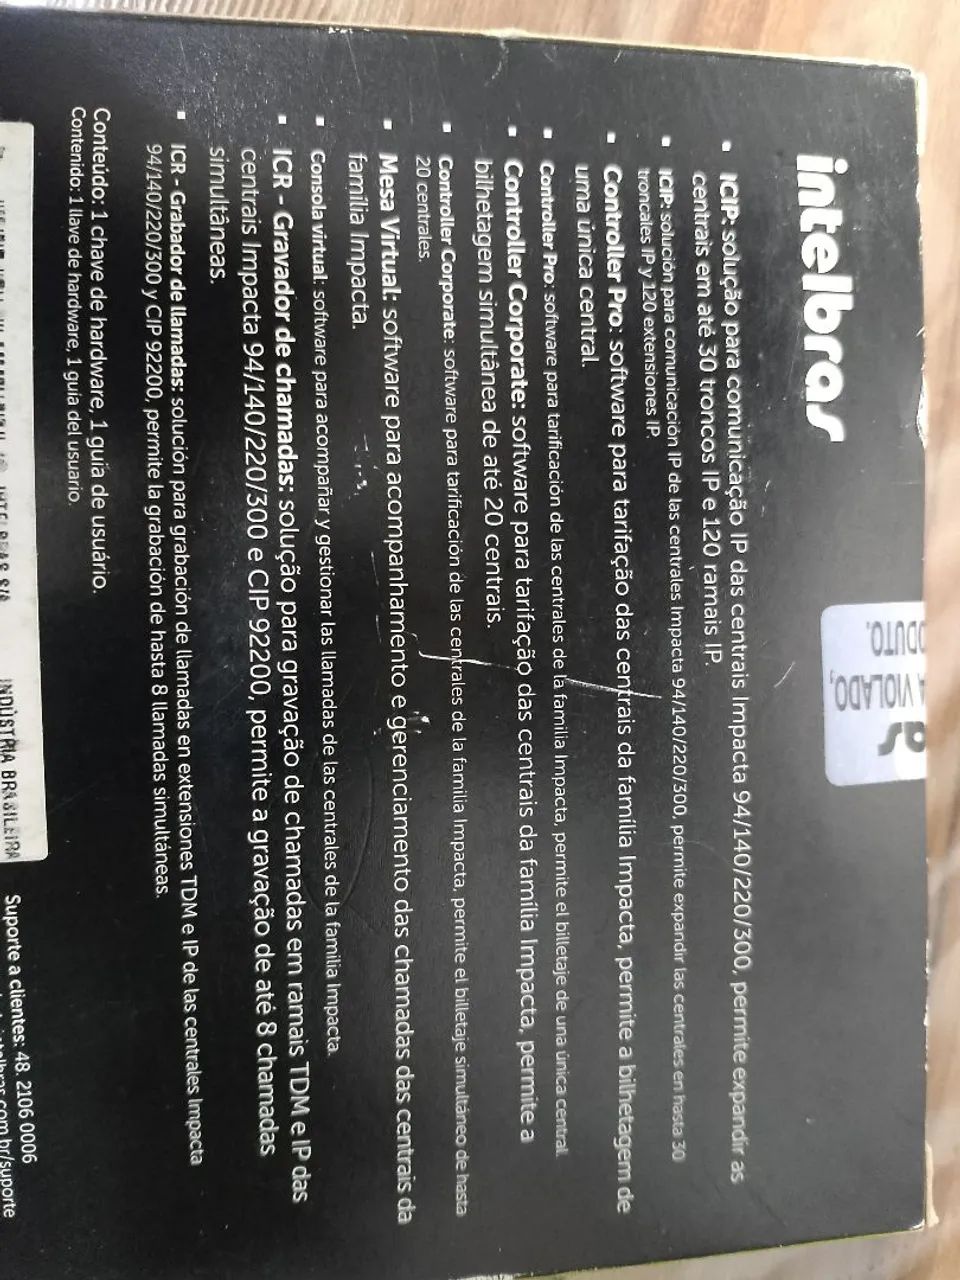 intelbras
▪ ICIP: solução para comunicação IP das centrais Impacta 94/140/220/300, permite expandir as
centrais em até 30 troncos IP e 120 ramais IP.
▪ ICIP: solución para comunicación IP de las centrales Impacta 94/140/220/300, permite expandir las centrales en hasta 30
troncales IP y 120 extensiones IP.
▪ Controller Pro: software para tarifação das centrais da família Impacta, permite a bilhetagem de
uma única central.
▪ Controller Pro: software para tarificación de las centrales de la familia Impacta, permite el billetaje de una única central.
▪ Controller Corporate: software para tarifação das centrais da família Impacta, permite a
bilhetagem simultânea de até 20 centrais.
▪ Controller Corporate: software para tarificación de las centrales de la familia Impacta, permite el billetaje simultáneo de hasta
20 centrales.
▪ Mesa Virtual: software para acompanhamento e gerenciamento das chamadas das centrais da
família Impacta.
▪ Consola virtual: software para acompañar y gestionar las llamadas de las centrales de la familia Impacta.
▪ ICR - Gravador de chamadas: solução para gravação de chamadas em ramais TDM e IP das
centrais Impacta 94/140/220/300 e CIP 92200, permite a gravação de até 8 chamadas
simultâneas.
▪ ICR - Grabador de llamadas: solución para grabación de llamadas en extensiones TDM e IP de las centrales Impacta
94/140/220/300 y CIP 92200, permite la grabación de hasta 8 llamadas simultáneas.
Conteúdo: 1 chave de hardware, 1 guia de usuário.
Contenido: 1 llave de hardware, 1 guía del usuario.
Suporte a clientes: 48. 2106 0006
com.br/suporte
INTELBRAS S/A
INDÚSTRIA BRASILEIRA
as
A VIOLADO,
ODUTO.